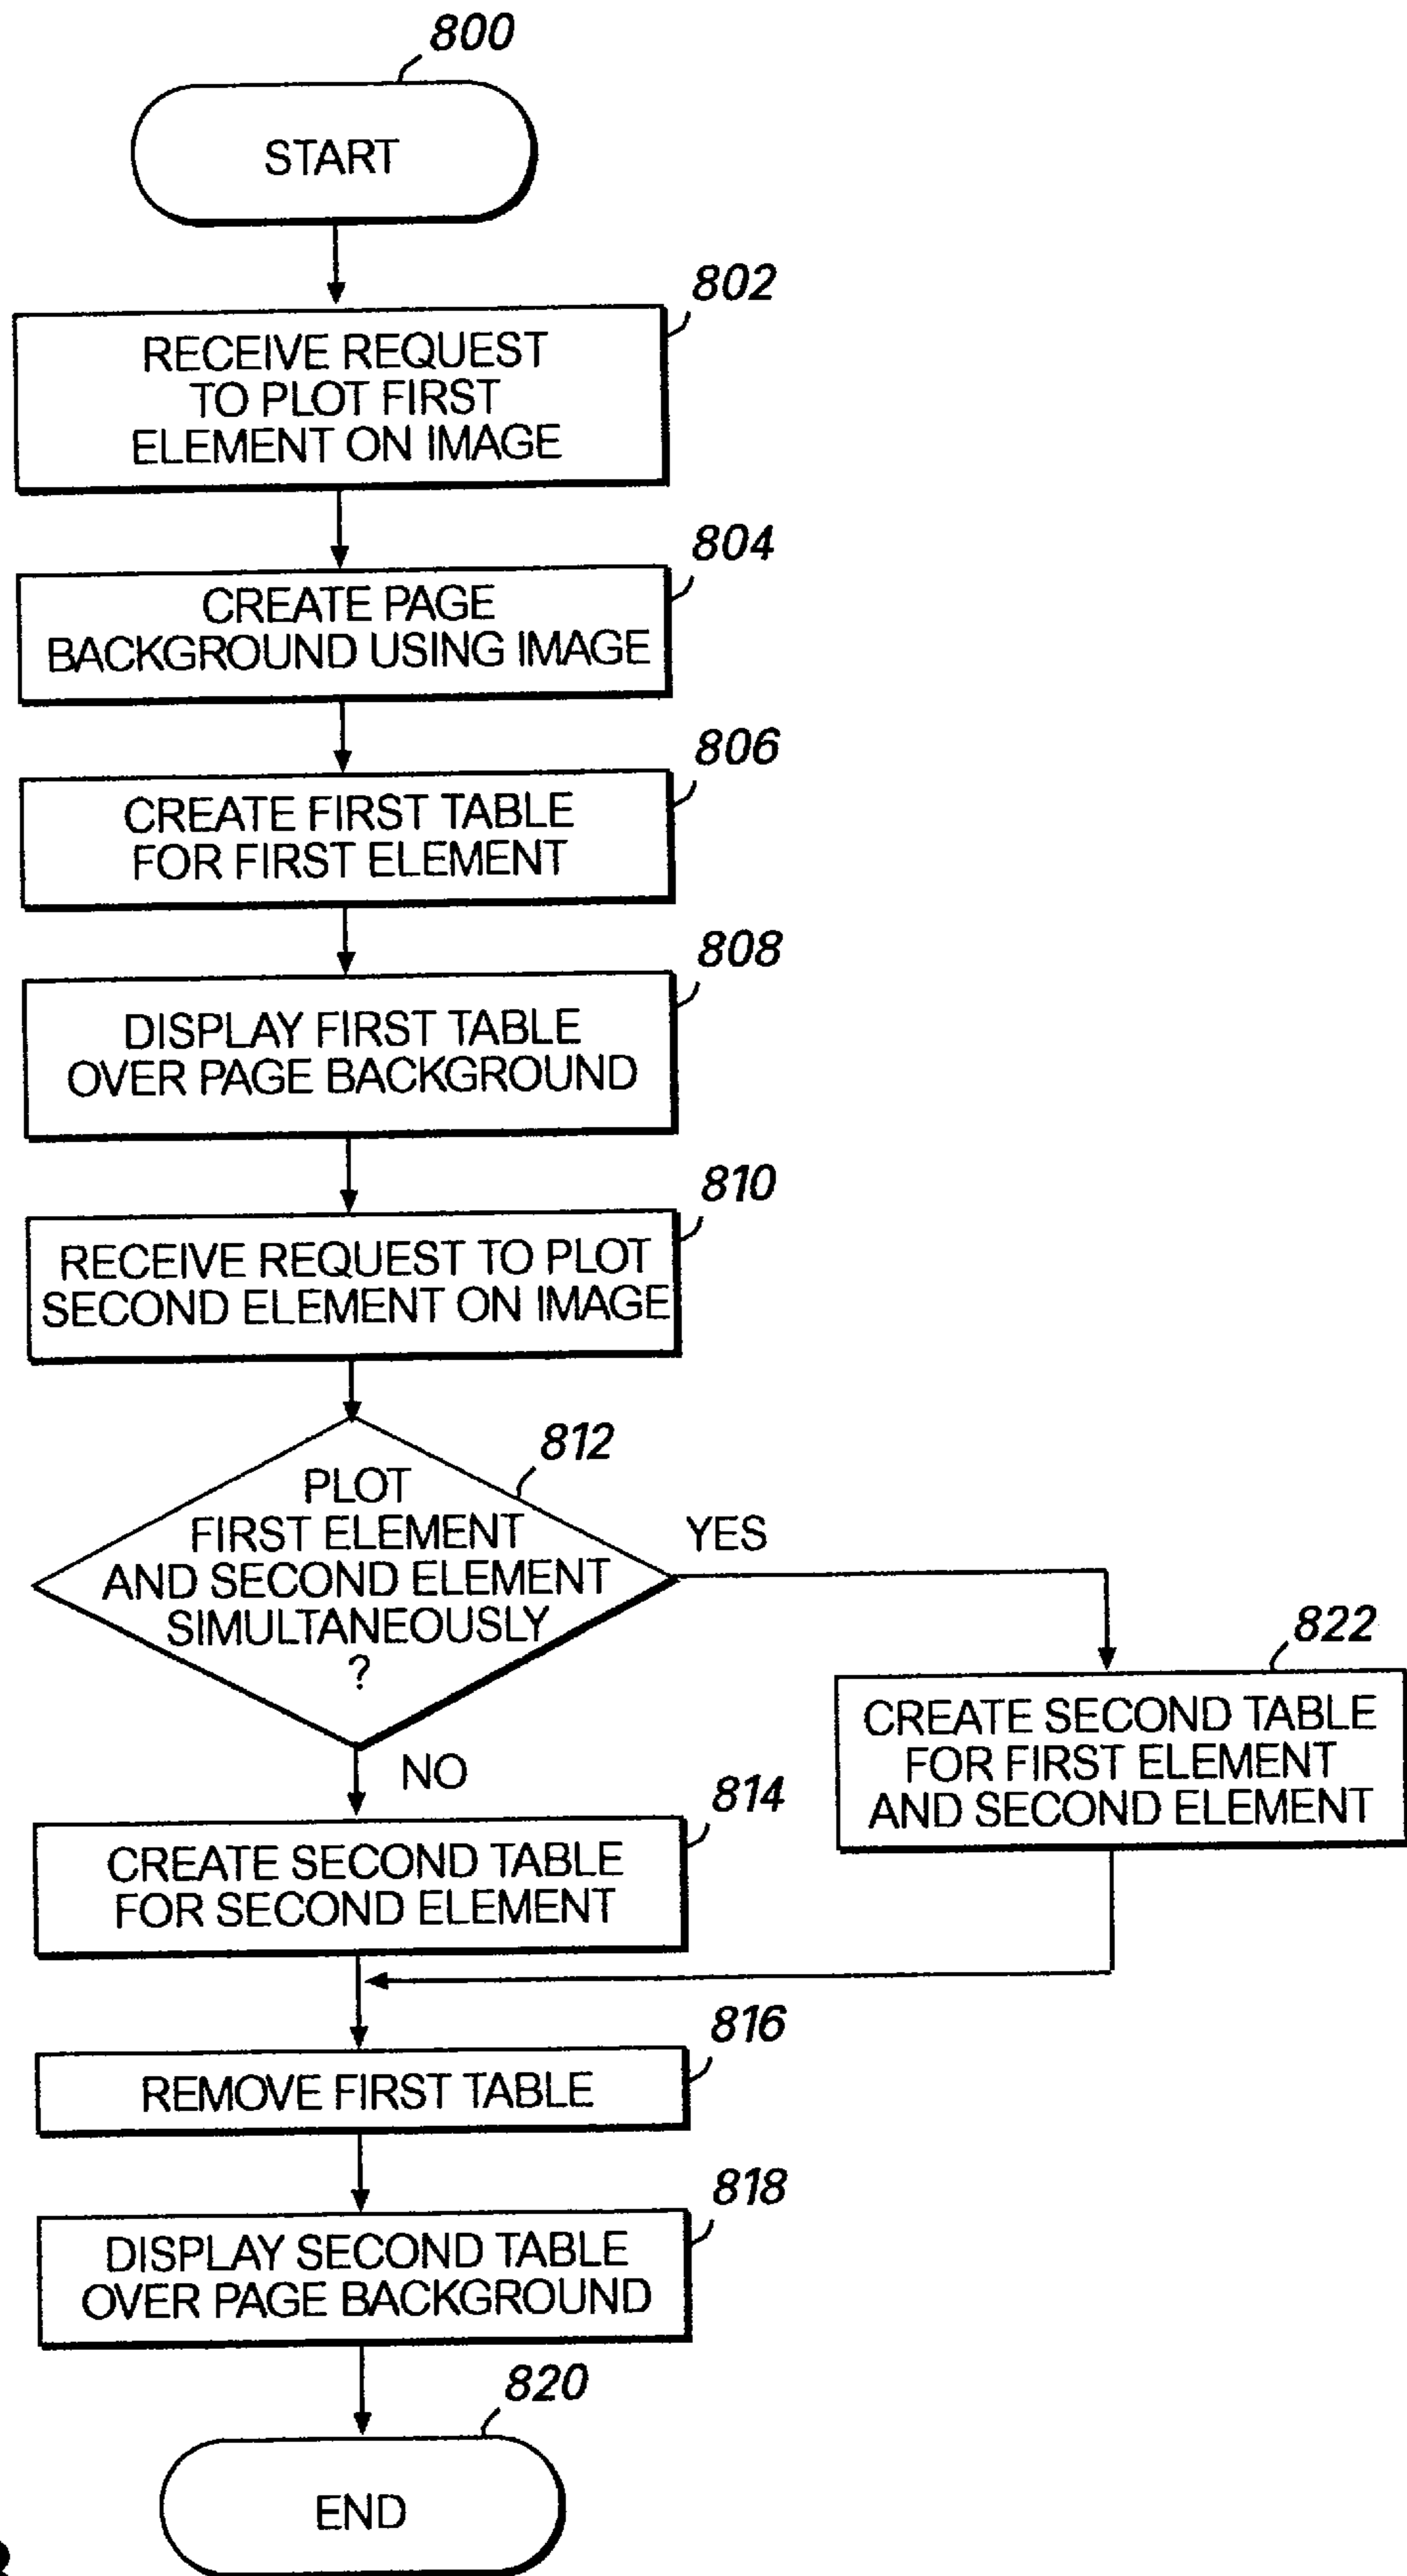 800
START
802
RECEIVE REQUEST
TO PLOT FIRST
ELEMENT ON IMAGE
804
CREATE PAGE
BACKGROUND USING IMAGE
806
CREATE FIRST TABLE
FOR FIRST ELEMENT
808
DISPLAY FIRST TABLE
OVER PAGE BACKGROUND
810
RECEIVE REQUEST TO PLOT
SECOND ELEMENT ON IMAGE
812
PLOT
FIRST ELEMENT
AND SECOND ELEMENT
SIMULTANEOUSLY
?
YES
822
CREATE SECOND TABLE
FOR FIRST ELEMENT
AND SECOND ELEMENT
NO
814
CREATE SECOND TABLE
FOR SECOND ELEMENT
816
REMOVE FIRST TABLE
818
DISPLAY SECOND TABLE
OVER PAGE BACKGROUND
820
END